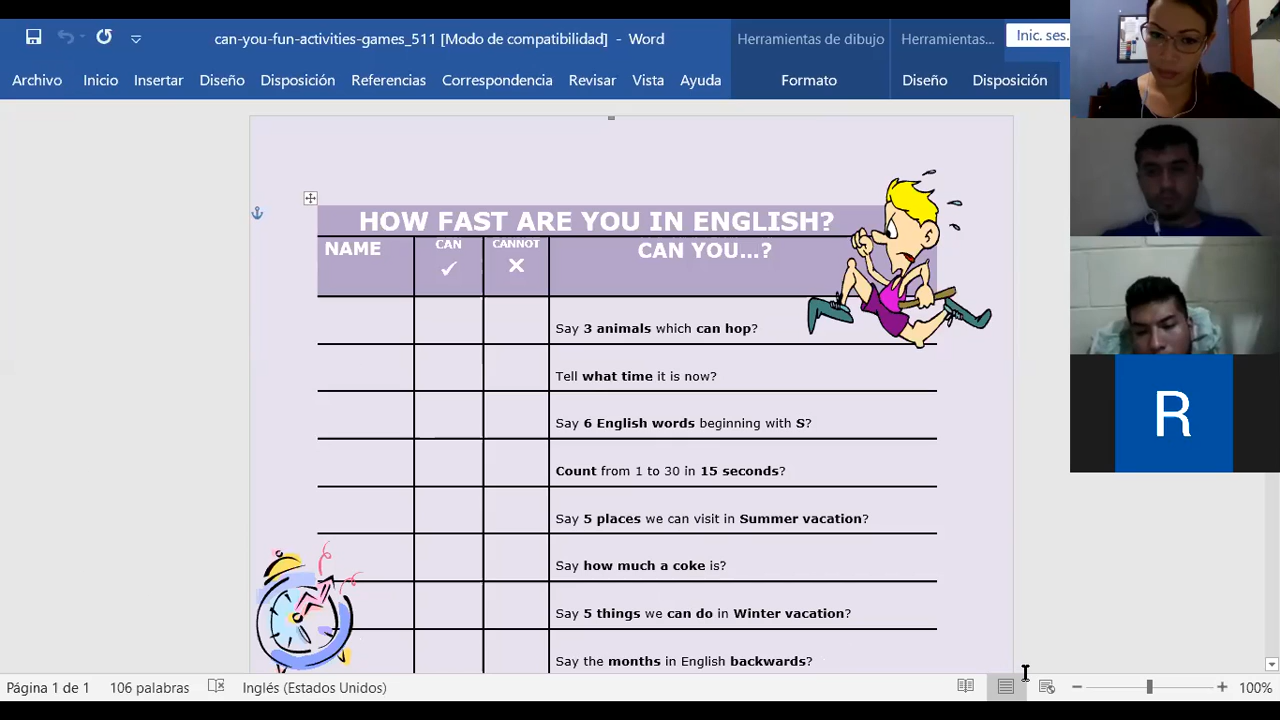 can-you-fun-activities-games_511 [Modo de compatibilidad] - Word
Herramientas de dibujo
Herramientas...
Inic. ses.
Archivo Inicio Insertar Diseño Disposición Referencias Correspondencia Revisar Vista Ayuda Formato Diseño Disposición
HOW FAST ARE YOU IN ENGLISH?
NAME CAN CANNOT CAN YOU...?
✓ ✕
Say 3 animals which can hop?
Tell what time it is now?
Say 6 English words beginning with S?
Count from 1 to 30 in 15 seconds?
Say 5 places we can visit in Summer vacation?
Say how much a coke is?
Say 5 things we can do in Winter vacation?
Say the months in English backwards?
R
Página 1 de 1 106 palabras Inglés (Estados Unidos) 100%